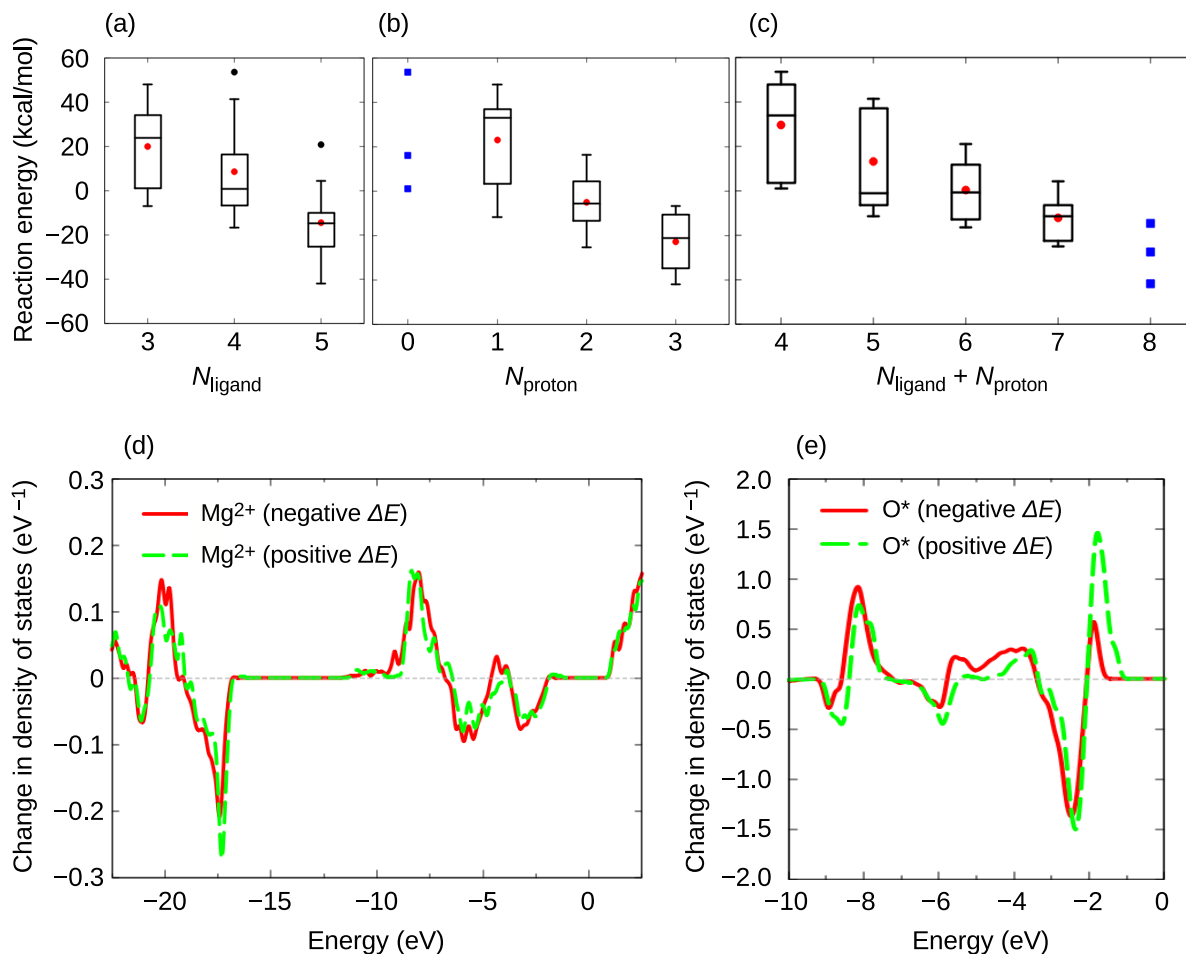 (a)
(b)
(c)
Reaction energy (kcal/mol)
60
40
20
0
−20
−40
−60
3 4 5
0 1 2 3
4 5 6 7 8
N_ligand
N_proton
N_ligand + N_proton
(d)
Change in density of states (eV⁻¹)
0.3
0.2
0.1
0
−0.1
−0.2
−0.3
Mg²⁺ (negative ΔE)
Mg²⁺ (positive ΔE)
−20 −15 −10 −5 0
Energy (eV)
(e)
Change in density of states (eV⁻¹)
2.0
1.5
1.0
0.5
0.0
−0.5
−1.0
−1.5
−2.0
O* (negative ΔE)
O* (positive ΔE)
−10 −8 −6 −4 −2 0
Energy (eV)